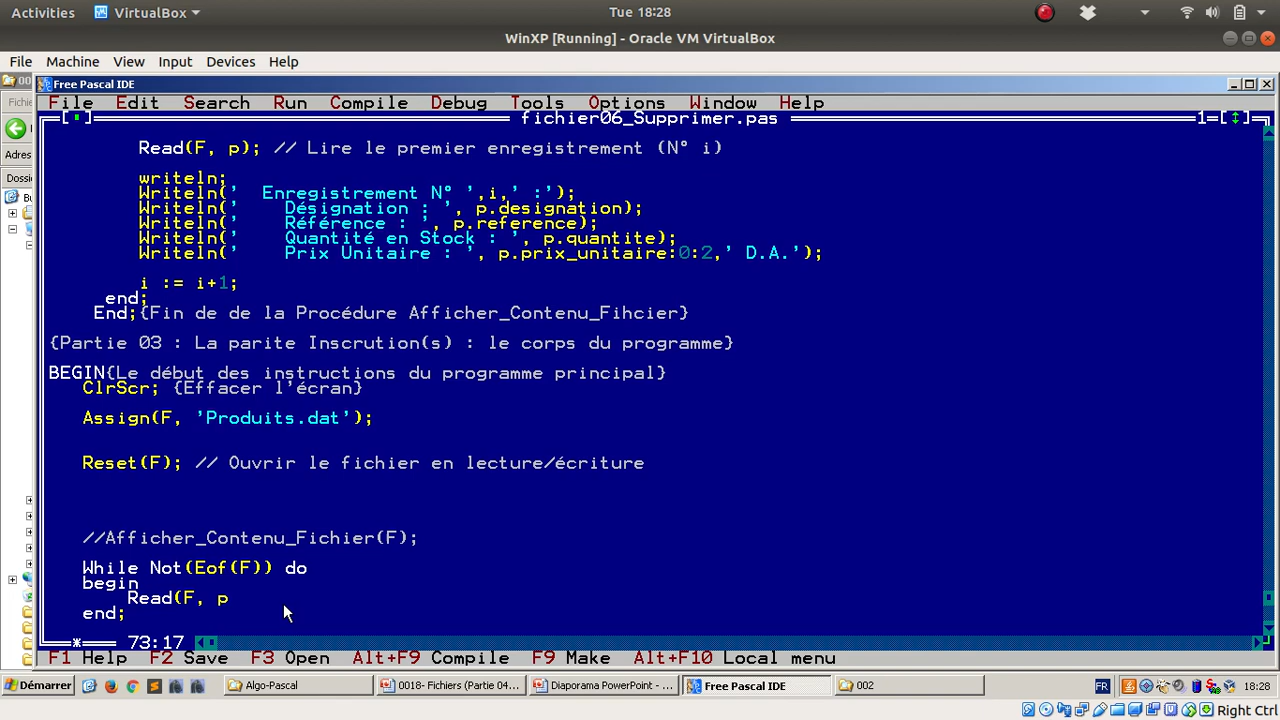 Activities VirtualBox Tue 18:28
WinXP [Running] - Oracle VM VirtualBox
File Machine View Input Devices Help
Free Pascal IDE
File Edit Search Run Compile Debug Tools Options Window Help
fichier06_Supprimer.pas 1
Read(F, p); // Lire le premier enregistrement (N° i)
writeln;
Writeln('  Enregistrement N° ',i,' :');
Writeln('    Désignation : ', p.designation);
Writeln('    Référence : ', p.reference);
Writeln('    Quantité en Stock : ', p.quantite);
Writeln('    Prix Unitaire : ', p.prix_unitaire:0:2,' D.A.');
i := i+1;
end;
End;{Fin de de la Procédure Afficher_Contenu_Fihcier}
{Partie 03 : La parite Inscrution(s) : le corps du programme}
BEGIN{Le début des instructions du programme principal}
ClrScr; {Effacer l'écran}
Assign(F, 'Produits.dat');
Reset(F); // Ouvrir le fichier en lecture/écriture
//Afficher_Contenu_Fichier(F);
While Not(Eof(F)) do
begin
Read(F, p
end;
73:17
F1 Help F2 Save F3 Open Alt+F9 Compile F9 Make Alt+F10 Local menu
Démarrer Algo-Pascal 0018- Fichiers (Partie 04... Diaporama PowerPoint - ... Free Pascal IDE 002 FR 18:28
Right Ctrl